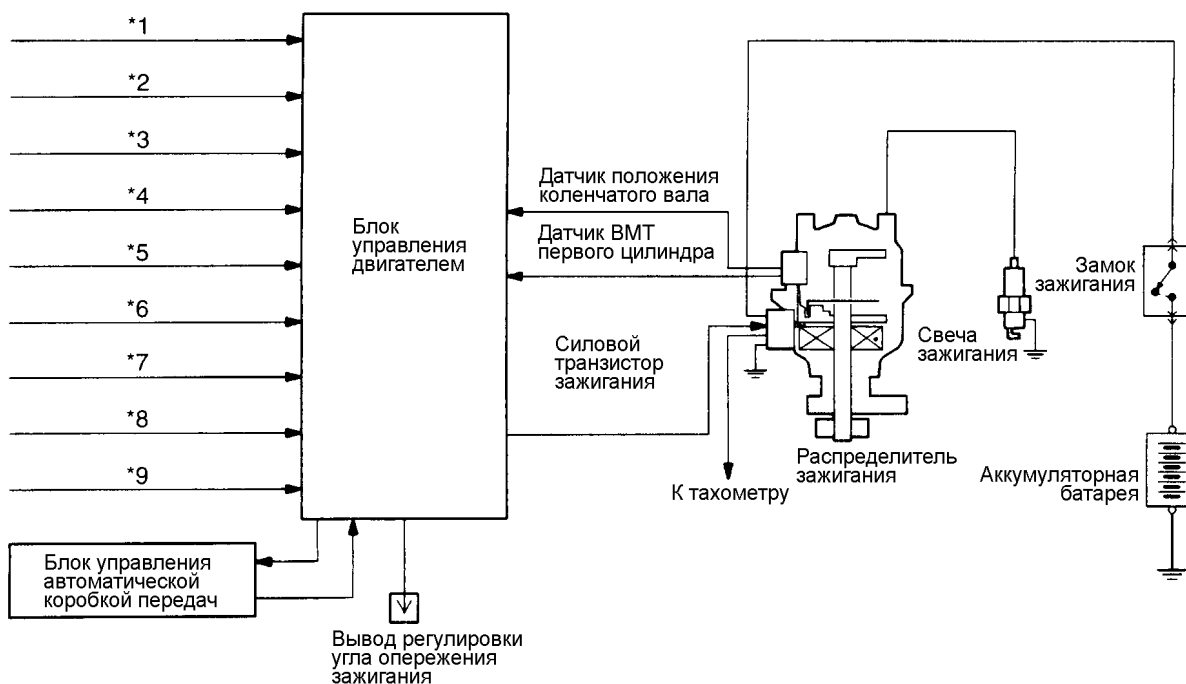 *1
*2
*3
*4
*5
*6
*7
*8
*9
Блок
управления
двигателем
Датчик положения
коленчатого вала
Датчик ВМТ
первого цилиндра
Силовой
транзистор
зажигания
К тахометру
Распределитель
зажигания
Свеча
зажигания
Замок
зажигания
Аккумуляторная
батарея
Блок управления
автоматической
коробкой передач
Вывод регулировки
угла опережения
зажигания